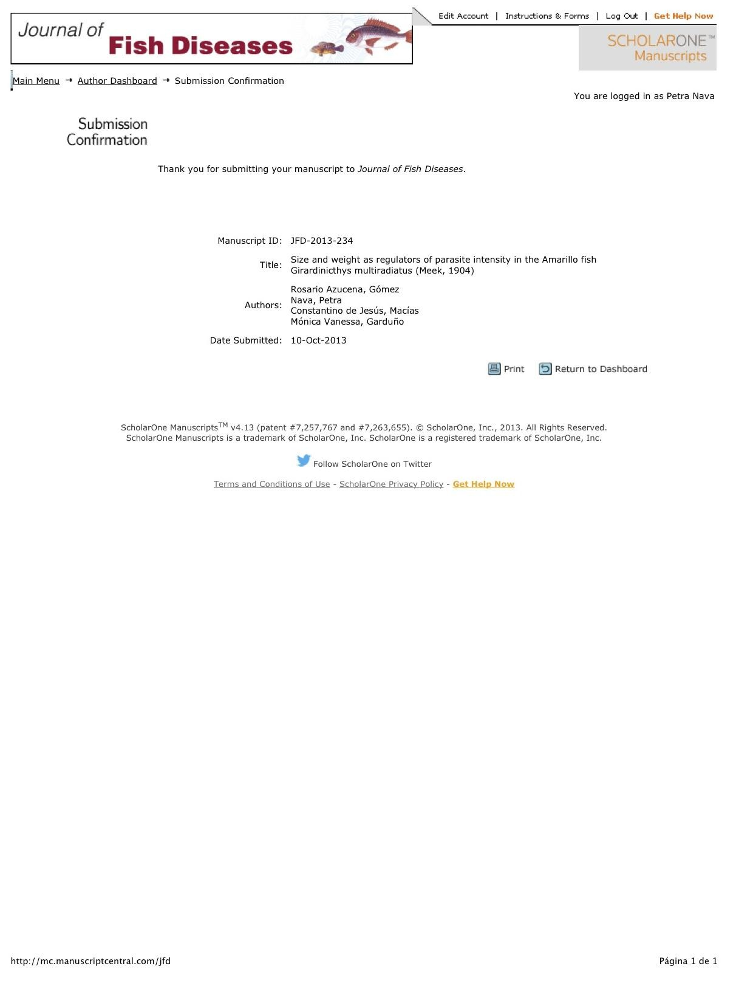 Edit Account | Instructions & Forms | Log Out | Get Help Now
Journal of
Fish Diseases
SCHOLARONE™
Manuscripts
Main Menu → Author Dashboard → Submission Confirmation
You are logged in as Petra Nava
Submission
Confirmation
Thank you for submitting your manuscript to Journal of Fish Diseases.
Manuscript ID: JFD-2013-234
Title: Size and weight as regulators of parasite intensity in the Amarillo fish
Girardinicthys multiradiatus (Meek, 1904)
Authors: Rosario Azucena, Gómez
Nava, Petra
Constantino de Jesús, Macías
Mónica Vanessa, Garduño
Date Submitted: 10-Oct-2013
Print Return to Dashboard
ScholarOne Manuscripts™ v4.13 (patent #7,257,767 and #7,263,655). © ScholarOne, Inc., 2013. All Rights Reserved.
ScholarOne Manuscripts is a trademark of ScholarOne, Inc. ScholarOne is a registered trademark of ScholarOne, Inc.
Follow ScholarOne on Twitter
Terms and Conditions of Use - ScholarOne Privacy Policy - Get Help Now
http://mc.manuscriptcentral.com/jfd Página 1 de 1